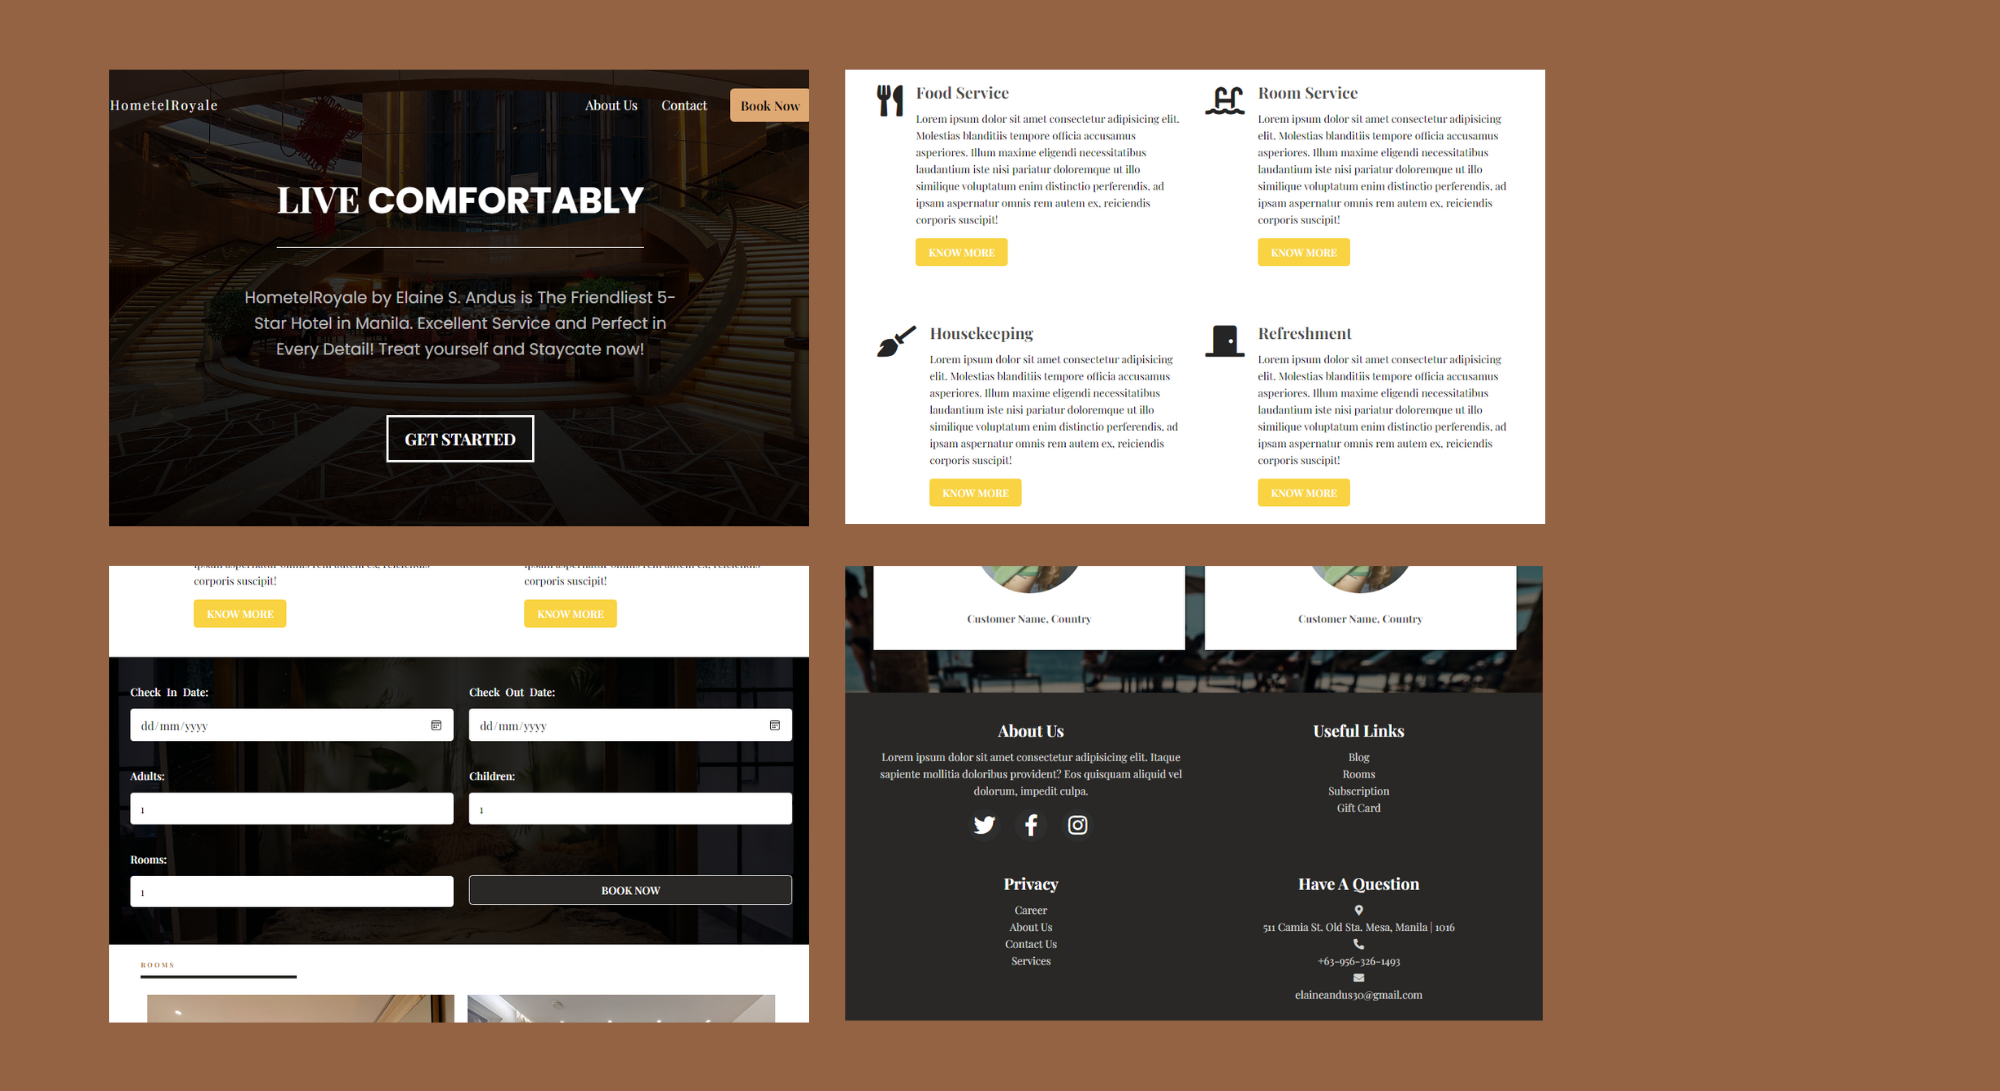 HometelRoyale
About Us
Contact
Book Now
LIVE COMFORTABLY
HometelRoyale by Elaine S. Andus is The Friendliest 5-
Star Hotel in Manila. Excellent Service and Perfect in
Every Detail! Treat yourself and Staycate now!
GET STARTED
Food Service
Lorem ipsum dolor sit amet consectetur adipisicing elit.
Molestias blanditiis tempore officia accusamus
asperiores. Illum maxime eligendi necessitatibus
laudantium iste nisi pariatur doloremque ut illo
similique voluptatum enim distinctio perferendis, ad
ipsam aspernatur omnis rem autem ex, reiciendis
corporis suscipit!
KNOW MORE
Room Service
Lorem ipsum dolor sit amet consectetur adipisicing
elit. Molestias blanditiis tempore officia accusamus
asperiores. Illum maxime eligendi necessitatibus
laudantium iste nisi pariatur doloremque ut illo
similique voluptatum enim distinctio perferendis, ad
ipsam aspernatur omnis rem autem ex, reiciendis
corporis suscipit!
KNOW MORE
Housekeeping
Lorem ipsum dolor sit amet consectetur adipisicing
elit. Molestias blanditiis tempore officia accusamus
asperiores. Illum maxime eligendi necessitatibus
laudantium iste nisi pariatur doloremque ut illo
similique voluptatum enim distinctio perferendis, ad
ipsam aspernatur omnis rem autem ex, reiciendis
corporis suscipit!
KNOW MORE
Refreshment
Lorem ipsum dolor sit amet consectetur adipisicing
elit. Molestias blanditiis tempore officia accusamus
asperiores. Illum maxime eligendi necessitatibus
laudantium iste nisi pariatur doloremque ut illo
similique voluptatum enim distinctio perferendis, ad
ipsam aspernatur omnis rem autem ex, reiciendis
corporis suscipit!
KNOW MORE
corporis suscipit!
KNOW MORE
corporis suscipit!
KNOW MORE
Check In Date:
dd/mm/yyyy
Check Out Date:
dd/mm/yyyy
Adults:
1
Children:
1
Rooms:
1
BOOK NOW
ROOMS
Customer Name, Country
Customer Name, Country
About Us
Lorem ipsum dolor sit amet consectetur adipisicing elit. Itaque
sapiente mollitia doloribus provident? Eos quisquam aliquid vel
dolorum, impedit culpa.
Useful Links
Blog
Rooms
Subscription
Gift Card
Privacy
Career
About Us
Contact Us
Services
Have A Question
511 Camia St. Old Sta. Mesa, Manila | 1016
+63-956-326-1493
elaineandus30@gmail.com